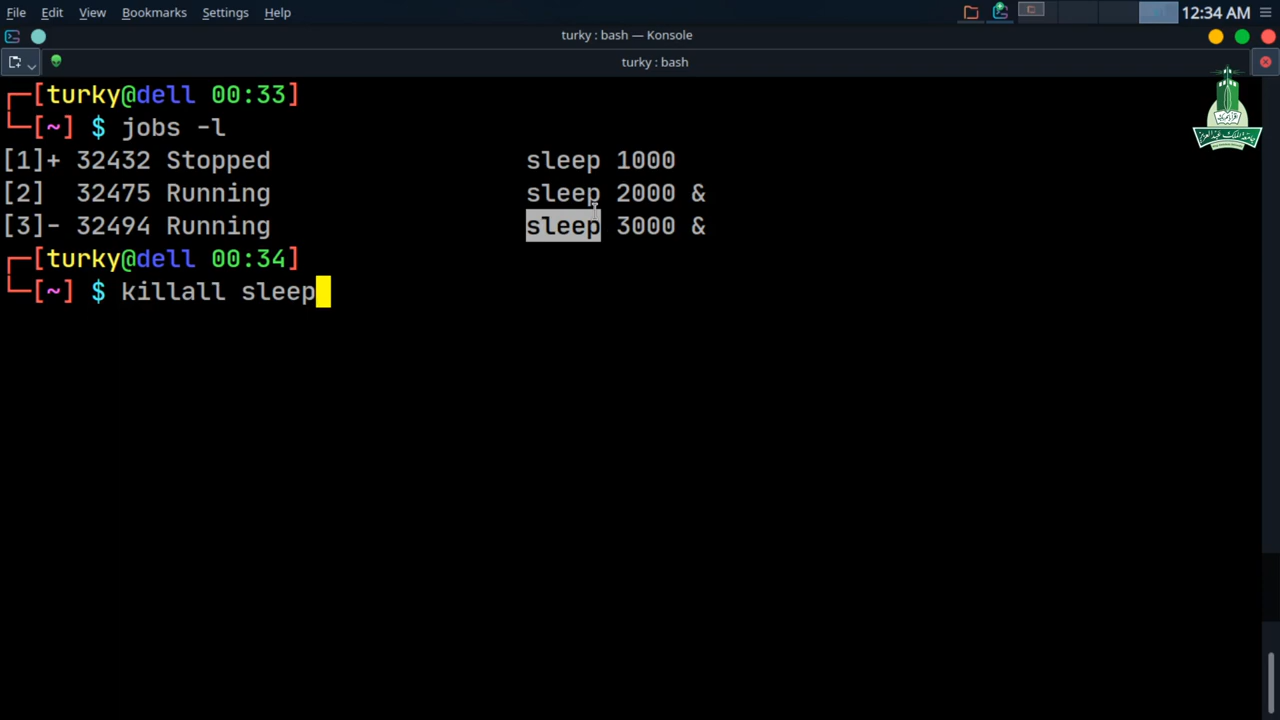 File Edit View Bookmarks Settings Help 12:34 AM
turky : bash — Konsole
turky : bash
┌─[turky@dell 00:33]
└─[~] $ jobs -l
[1]+ 32432 Stopped                 sleep 1000
[2]  32475 Running                 sleep 2000 &
[3]- 32494 Running                 sleep 3000 &
┌─[turky@dell 00:34]
└─[~] $ killall sleep